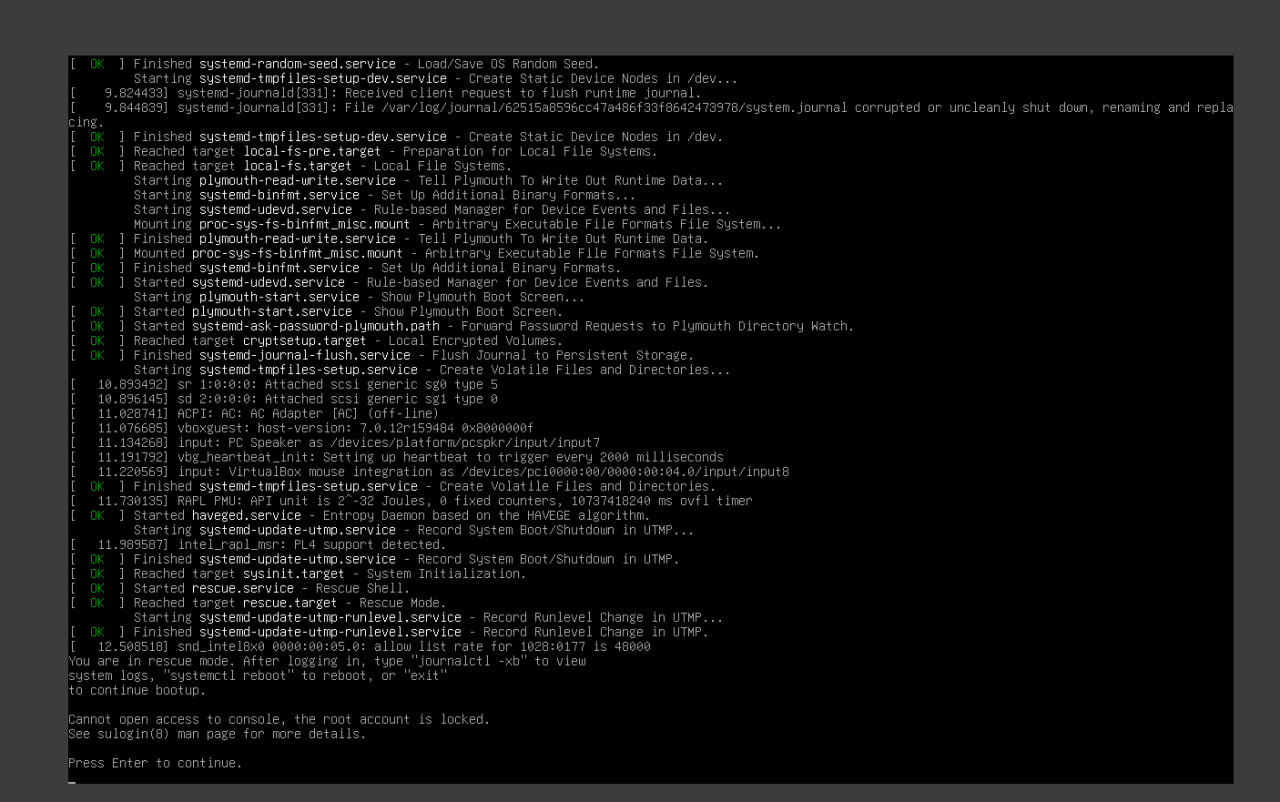 [  OK  ] Finished systemd-random-seed.service - Load/Save OS Random Seed.
         Starting systemd-tmpfiles-setup-dev.service - Create Static Device Nodes in /dev...
[    9.824433] systemd-journald[331]: Received client request to flush runtime journal.
[    9.844839] systemd-journald[331]: File /var/log/journal/62515a8596cc47a486f33f8642473978/system.journal corrupted or uncleanly shut down, renaming and repla
cing.
[  OK  ] Finished systemd-tmpfiles-setup-dev.service - Create Static Device Nodes in /dev.
[  OK  ] Reached target local-fs-pre.target - Preparation for Local File Systems.
[  OK  ] Reached target local-fs.target - Local File Systems.
         Starting plymouth-read-write.service - Tell Plymouth To Write Out Runtime Data...
         Starting systemd-binfmt.service - Set Up Additional Binary Formats...
         Starting systemd-udevd.service - Rule-based Manager for Device Events and Files...
         Mounting proc-sys-fs-binfmt_misc.mount - Arbitrary Executable File Formats File System...
[  OK  ] Finished plymouth-read-write.service - Tell Plymouth To Write Out Runtime Data.
[  OK  ] Mounted proc-sys-fs-binfmt_misc.mount - Arbitrary Executable File Formats File System.
[  OK  ] Finished systemd-binfmt.service - Set Up Additional Binary Formats.
[  OK  ] Started systemd-udevd.service - Rule-based Manager for Device Events and Files.
         Starting plymouth-start.service - Show Plymouth Boot Screen...
[  OK  ] Started plymouth-start.service - Show Plymouth Boot Screen.
[  OK  ] Started systemd-ask-password-plymouth.path - Forward Password Requests to Plymouth Directory Watch.
[  OK  ] Reached target cryptsetup.target - Local Encrypted Volumes.
[  OK  ] Finished systemd-journal-flush.service - Flush Journal to Persistent Storage.
         Starting systemd-tmpfiles-setup.service - Create Volatile Files and Directories...
[   10.893492] sr 1:0:0:0: Attached scsi generic sg0 type 5
[   10.896145] sd 2:0:0:0: Attached scsi generic sg1 type 0
[   11.028741] ACPI: AC: AC Adapter [AC] (off-line)
[   11.076685] vboxguest: host-version: 7.0.12r159484 0x8000000f
[   11.134268] input: PC Speaker as /devices/platform/pcspkr/input/input7
[   11.191792] vbg_heartbeat_init: Setting up heartbeat to trigger every 2000 milliseconds
[   11.220569] input: VirtualBox mouse integration as /devices/pci0000:00/0000:00:04.0/input/input8
[  OK  ] Finished systemd-tmpfiles-setup.service - Create Volatile Files and Directories.
[   11.730135] RAPL PMU: API unit is 2^-32 Joules, 0 fixed counters, 10737418240 ms ovfl timer
[  OK  ] Started haveged.service - Entropy Daemon based on the HAVEGE algorithm.
         Starting systemd-update-utmp.service - Record System Boot/Shutdown in UTMP...
[   11.989587] intel_rapl_msr: PL4 support detected.
[  OK  ] Finished systemd-update-utmp.service - Record System Boot/Shutdown in UTMP.
[  OK  ] Reached target sysinit.target - System Initialization.
[  OK  ] Started rescue.service - Rescue Shell.
[  OK  ] Reached target rescue.target - Rescue Mode.
         Starting systemd-update-utmp-runlevel.service - Record Runlevel Change in UTMP...
[  OK  ] Finished systemd-update-utmp-runlevel.service - Record Runlevel Change in UTMP.
[   12.508518] snd_intel8x0 0000:00:05.0: allow list rate for 1028:0177 is 48000
You are in rescue mode. After logging in, type "journalctl -xb" to view
system logs, "systemctl reboot" to reboot, or "exit"
to continue bootup.
Cannot open access to console, the root account is locked.
See sulogin(8) man page for more details.
Press Enter to continue.